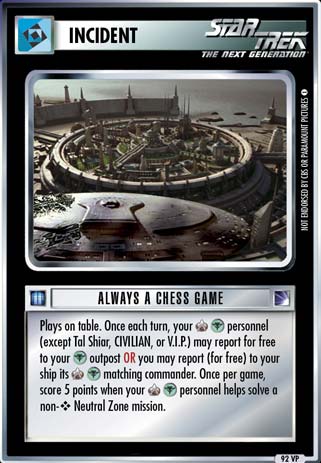 INCIDENT
STAR TREK
THE NEXT GENERATION
NOT ENDORSED BY CBS OR PARAMOUNT PICTURES
ALWAYS A CHESS GAME
Plays on table. Once each turn, your personnel
(except Tal Shiar, CIVILIAN, or V.I.P.) may report for free
to your outpost OR you may report (for free) to your
ship its matching commander. Once per game,
score 5 points when your personnel helps solve a
non- Neutral Zone mission.
92 VP